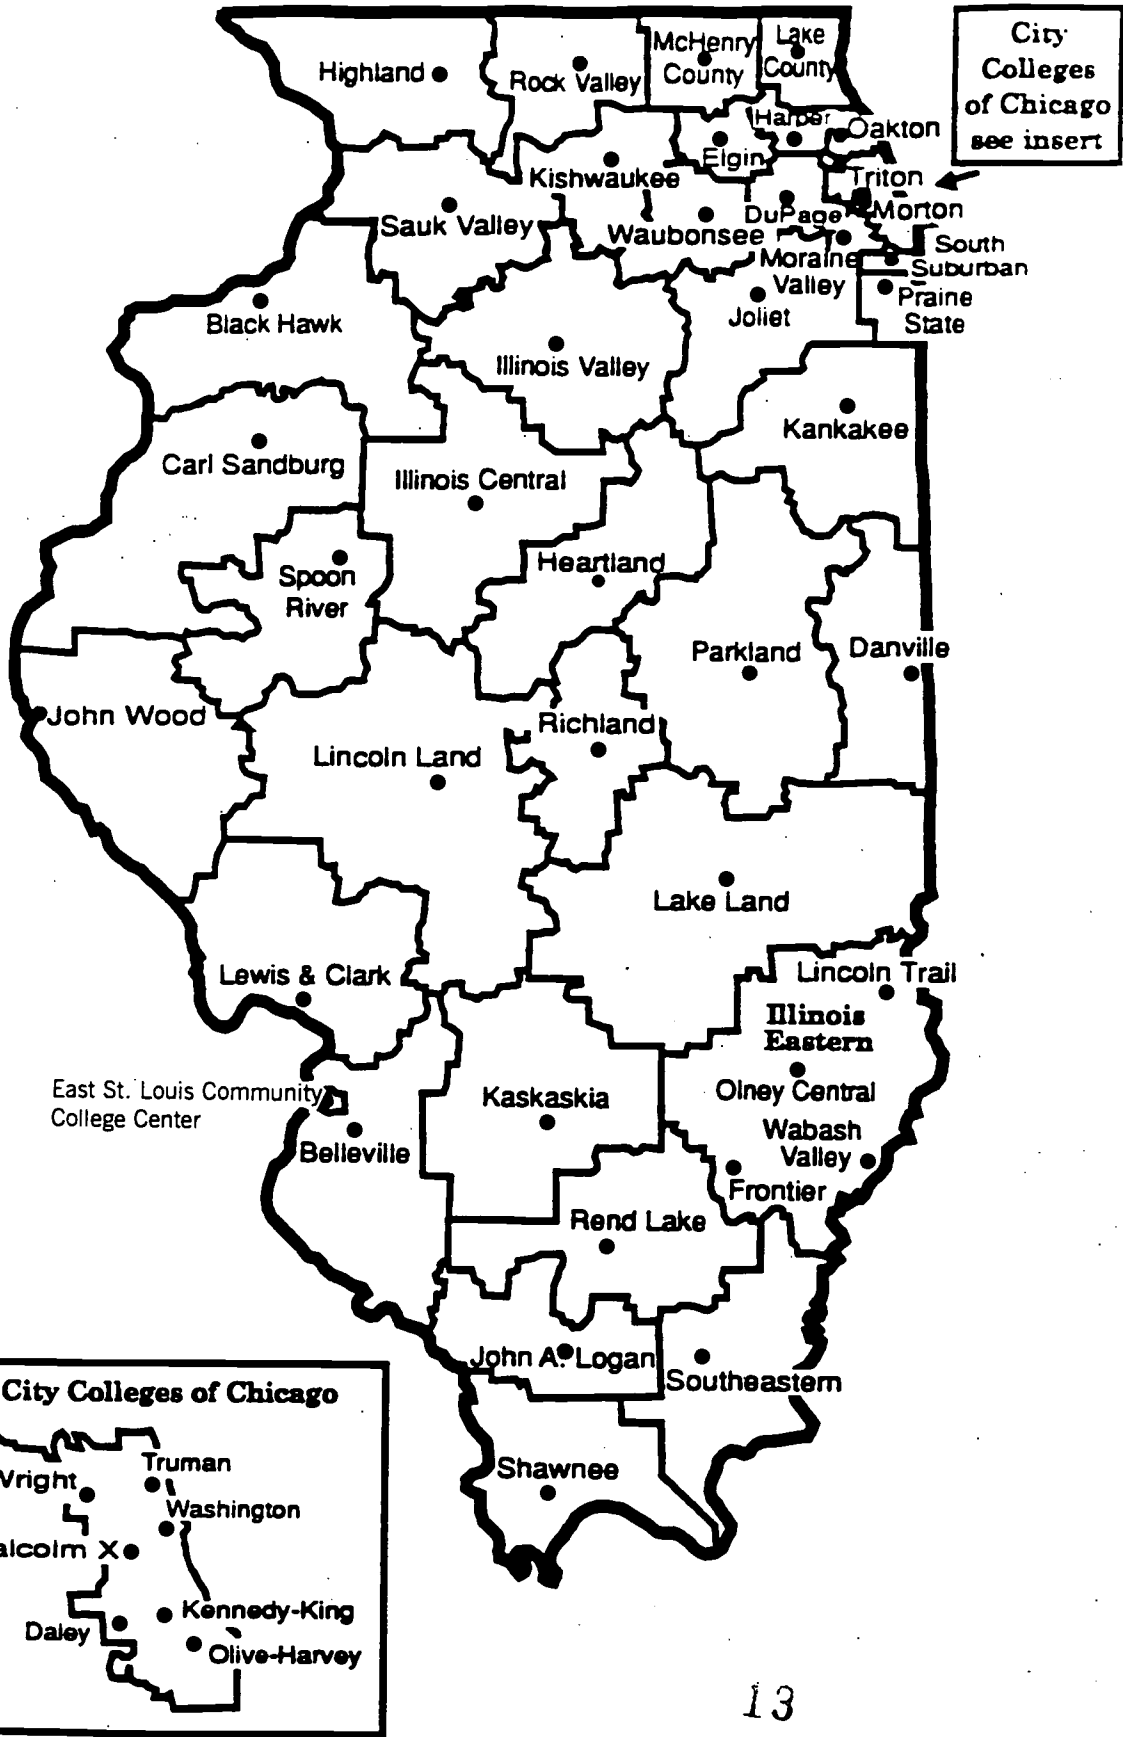 City
Colleges
of Chicago
see insert
Highland
Rock Valley
McHenry
County
Lake
County
Harper
Oakton
Elgin
Kishwaukee
Triton
Sauk Valley
Waubonsee
DuPage
Morton
South
Suburban
Moraine
Valley
Praine
State
Joliet
Black Hawk
Illinois Valley
Kankakee
Carl Sandburg
Illinois Central
Heartland
Spoon
River
Parkland
Danville
John Wood
Richland
Lincoln Land
Lake Land
Lewis & Clark
Lincoln Trail
Illinois
Eastern
East St. Louis Community
College Center
Kaskaskia
Olney Central
Belleville
Wabash
Valley
Frontier
Rend Lake
John A. Logan
Southeastern
Shawnee
City Colleges of Chicago
Wright
Truman
Washington
alcolm X
Kennedy-King
Daley
Olive-Harvey
13